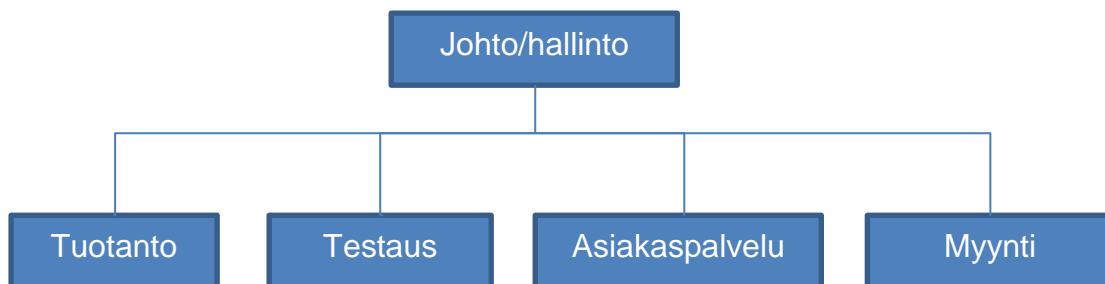 Johto/hallinto
Tuotanto
Testaus
Asiakaspalvelu
Myynti